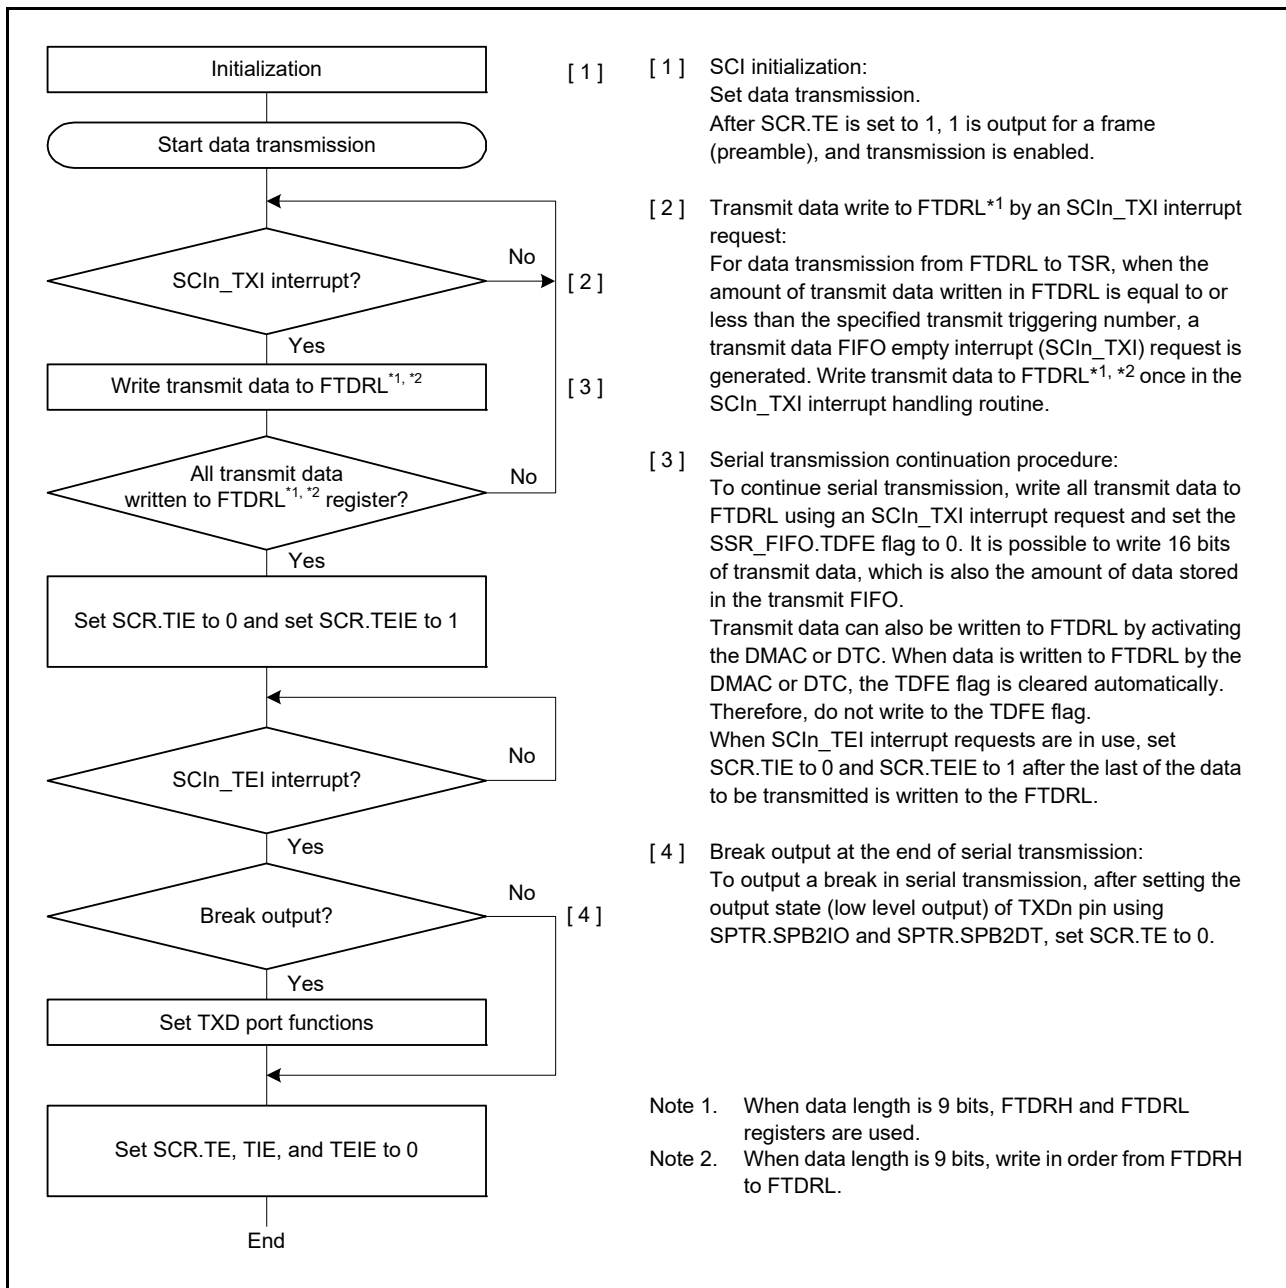 Initialization
[ 1 ]
Start data transmission
SCIn_TXI interrupt?
No
[ 2 ]
Yes
Write transmit data to FTDRL*1, *2
[ 3 ]
All transmit data
written to FTDRL*1, *2 register?
No
Yes
Set SCR.TIE to 0 and set SCR.TEIE to 1
SCIn_TEI interrupt?
No
Yes
Break output?
No
[ 4 ]
Yes
Set TXD port functions
Set SCR.TE, TIE, and TEIE to 0
End
[ 1 ] SCI initialization:
Set data transmission.
After SCR.TE is set to 1, 1 is output for a frame
(preamble), and transmission is enabled.
[ 2 ] Transmit data write to FTDRL*1 by an SCIn_TXI interrupt
request:
For data transmission from FTDRL to TSR, when the
amount of transmit data written in FTDRL is equal to or
less than the specified transmit triggering number, a
transmit data FIFO empty interrupt (SCIn_TXI) request is
generated. Write transmit data to FTDRL*1, *2 once in the
SCIn_TXI interrupt handling routine.
[ 3 ] Serial transmission continuation procedure:
To continue serial transmission, write all transmit data to
FTDRL using an SCIn_TXI interrupt request and set the
SSR_FIFO.TDFE flag to 0. It is possible to write 16 bits
of transmit data, which is also the amount of data stored
in the transmit FIFO.
Transmit data can also be written to FTDRL by activating
the DMAC or DTC. When data is written to FTDRL by the
DMAC or DTC, the TDFE flag is cleared automatically.
Therefore, do not write to the TDFE flag.
When SCIn_TEI interrupt requests are in use, set
SCR.TIE to 0 and SCR.TEIE to 1 after the last of the data
to be transmitted is written to the FTDRL.
[ 4 ] Break output at the end of serial transmission:
To output a break in serial transmission, after setting the
output state (low level output) of TXDn pin using
SPTR.SPB2IO and SPTR.SPB2DT, set SCR.TE to 0.
Note 1. When data length is 9 bits, FTDRH and FTDRL
registers are used.
Note 2. When data length is 9 bits, write in order from FTDRH
to FTDRL.